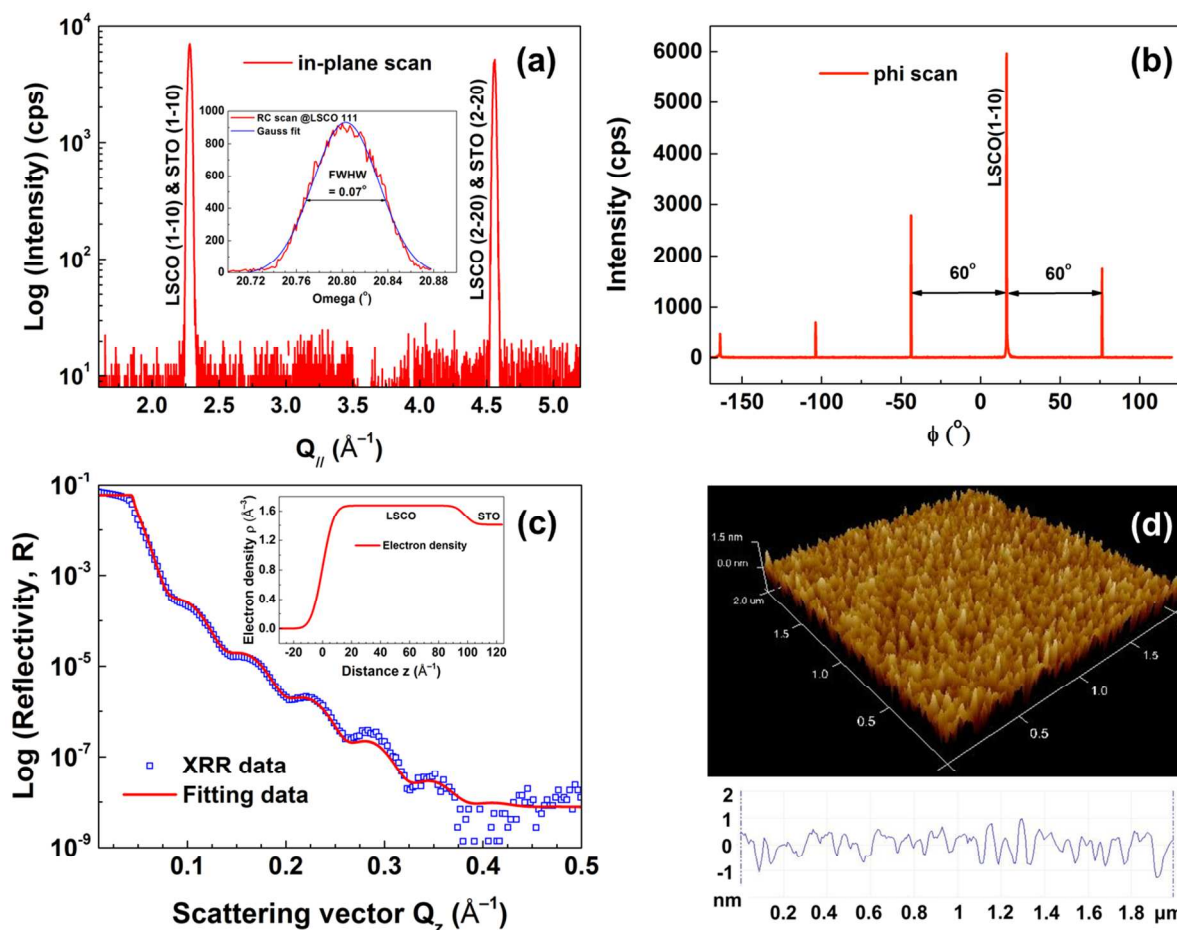 (a)
in-plane scan
Log (Intensity) (cps)
10⁴
10³
10²
10¹
LSCO (1-10) & STO (1-10)
LSCO (2-20) & STO (2-20)
RC scan @LSCO 111
Gauss fit
1000
800
600
400
200
0
FWHW
= 0.07°
20.72 20.76 20.80 20.84 20.88
Omega (°)
2.0 2.5 3.0 3.5 4.0 4.5 5.0
Q// (Å⁻¹)
(b)
phi scan
Intensity (cps)
6000
5000
4000
3000
2000
1000
0
LSCO(1-10)
60° 60°
-150 -100 -50 0 50 100
ϕ (°)
(c)
Log (Reflectivity, R)
10⁻¹
10⁻³
10⁻⁵
10⁻⁷
10⁻⁹
Electron density ρ (Å⁻³)
1.6
1.2
0.8
0.4
0.0
LSCO STO
Electron density
-20 0 20 40 60 80 100 120
Distance z (Å⁻¹)
XRR data
Fitting data
0.1 0.2 0.3 0.4 0.5
Scattering vector Qz (Å⁻¹)
(d)
1.5 nm
0.0 nm
2.0 um
1.5
1.0
0.5
0.5
1.0
1.5
2
1
0
-1
nm
0.2 0.4 0.6 0.8 1 1.2 1.4 1.6 1.8 µm